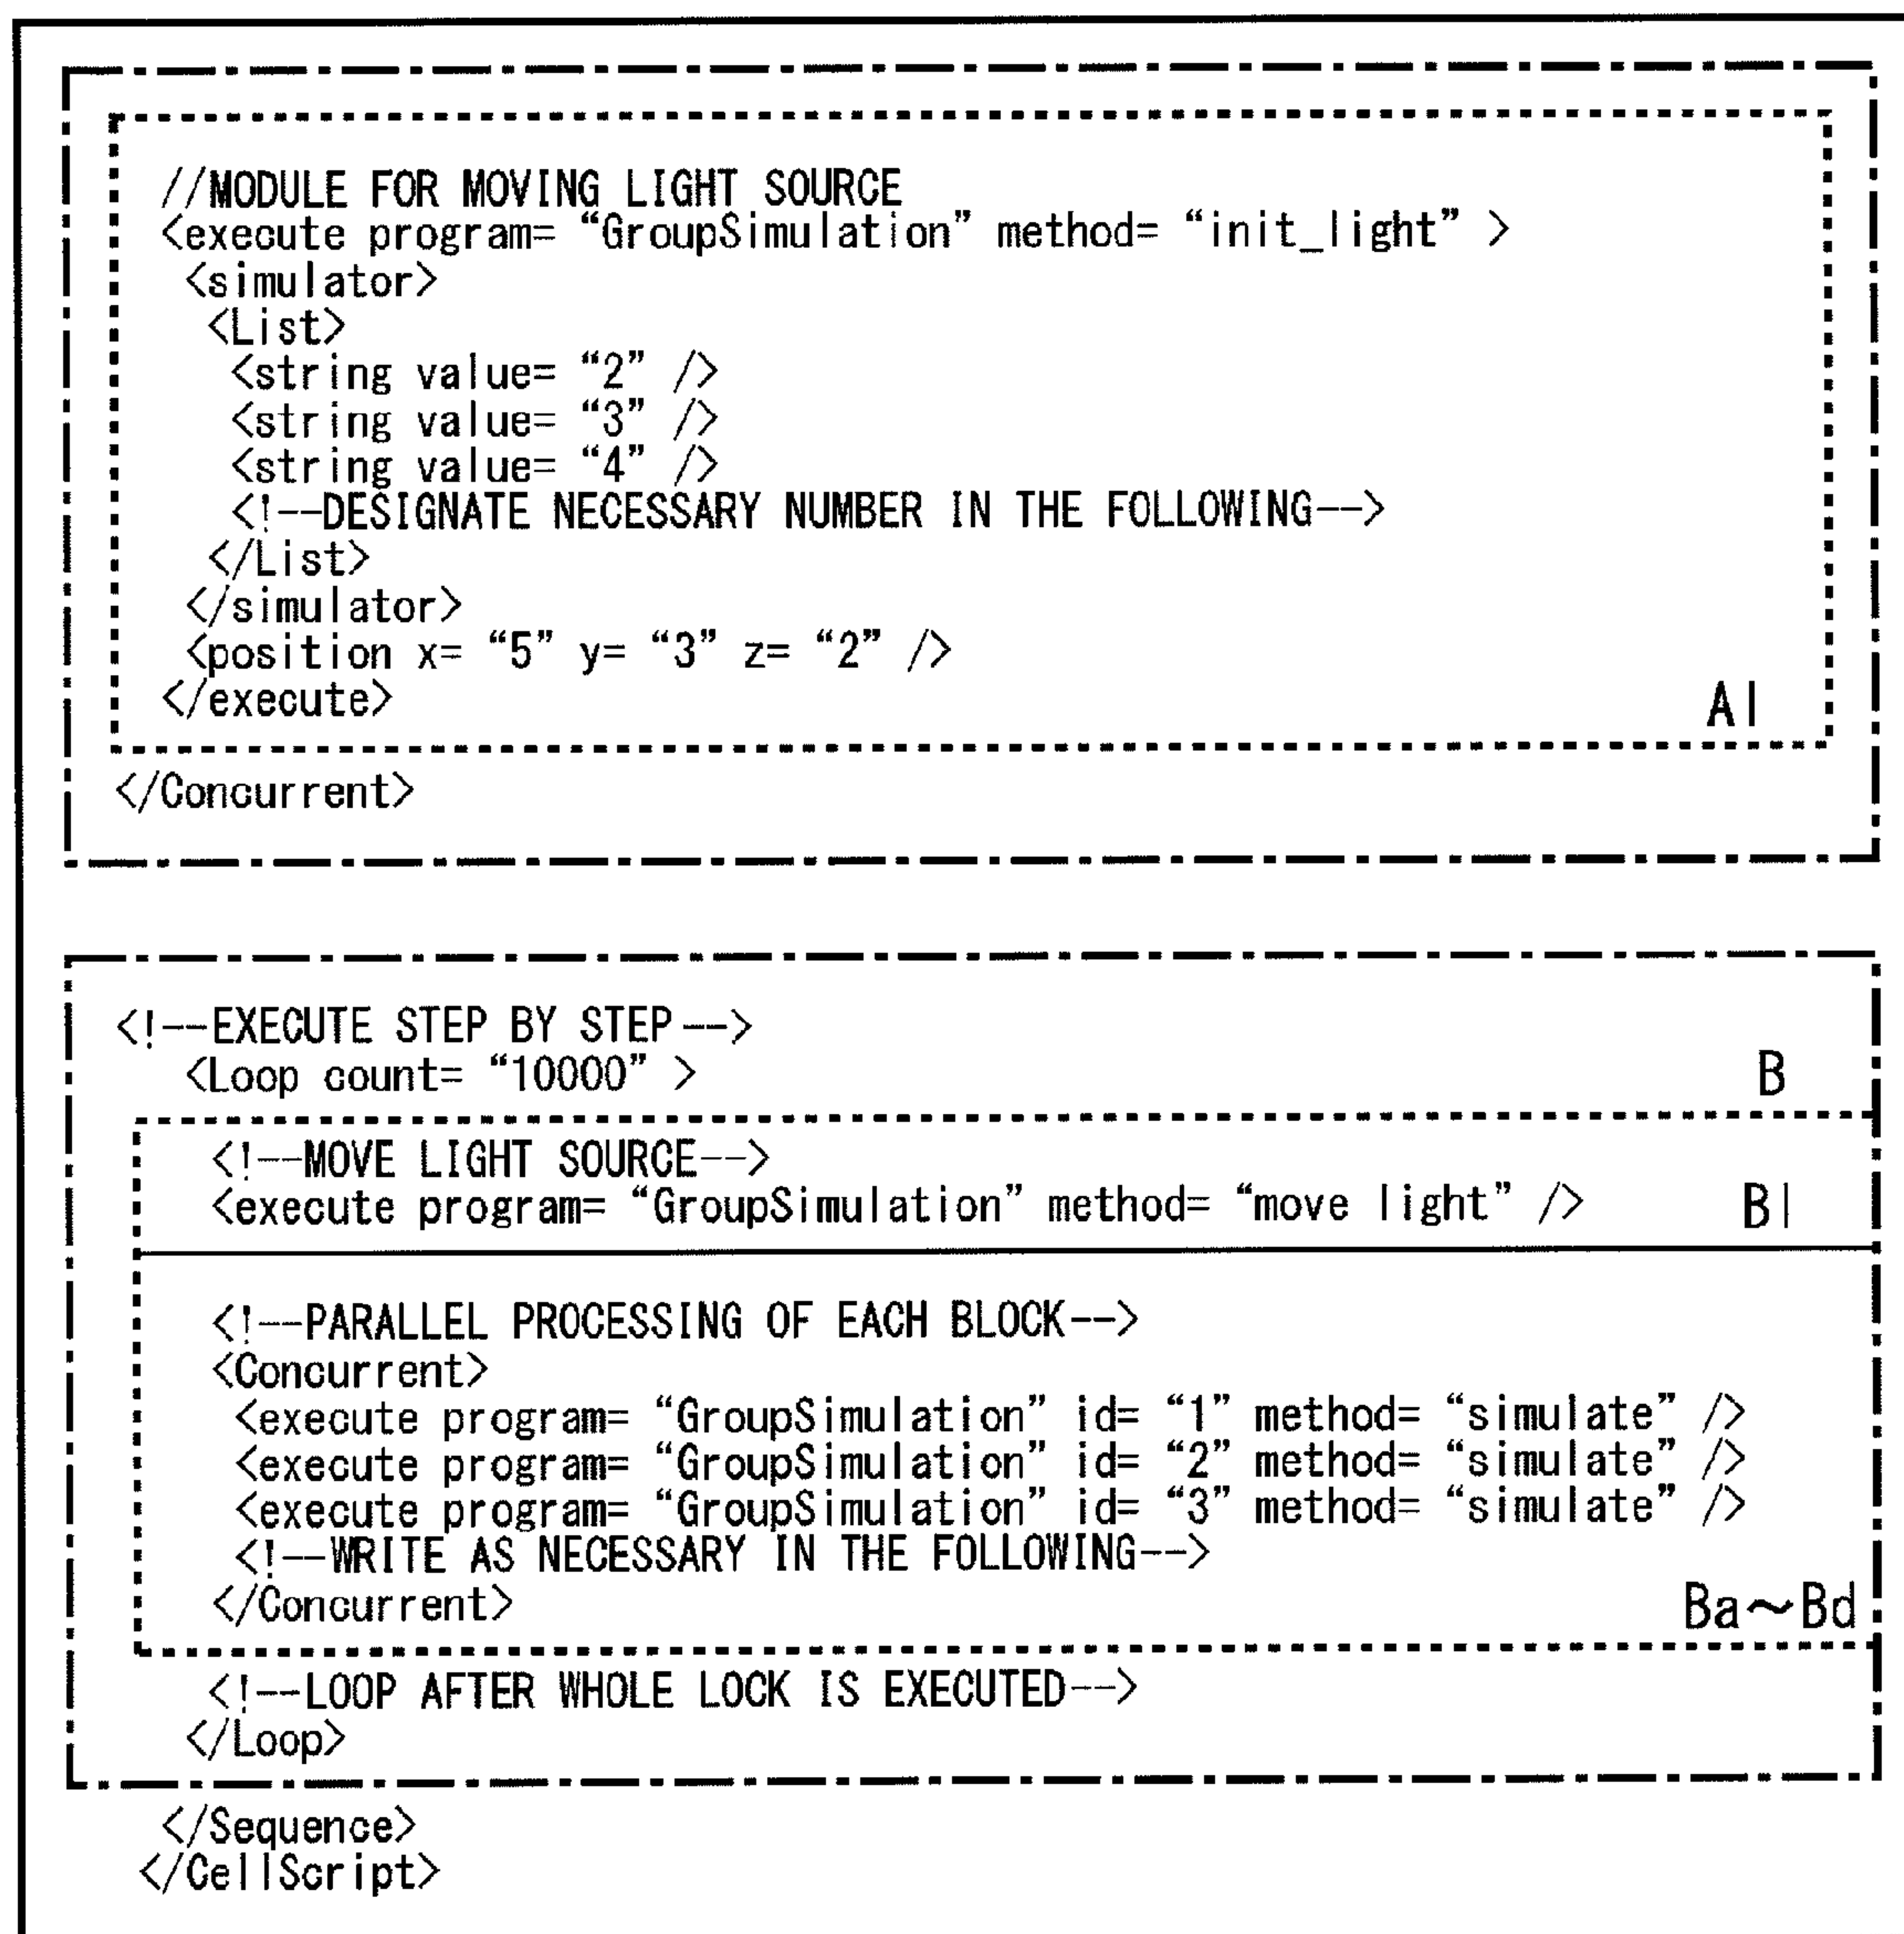 //MODULE FOR MOVING LIGHT SOURCE
<execute program= “GroupSimulation” method= “init_light” >
<simulator>
<List>
<string value= “2” />
<string value= “3” />
<string value= “4” />
<!--DESIGNATE NECESSARY NUMBER IN THE FOLLOWING-->
</List>
</simulator>
<position x= “5” y= “3” z= “2” />
</execute>
Al
</Concurrent>
<!--EXECUTE STEP BY STEP-->
<Loop count= “10000” >
B
<!--MOVE LIGHT SOURCE-->
<execute program= “GroupSimulation” method= “move light” /> Bl
<!--PARALLEL PROCESSING OF EACH BLOCK-->
<Concurrent>
<execute program= “GroupSimulation” id= “1” method= “simulate” />
<execute program= “GroupSimulation” id= “2” method= “simulate” />
<execute program= “GroupSimulation” id= “3” method= “simulate” />
<!--WRITE AS NECESSARY IN THE FOLLOWING-->
</Concurrent>
Ba~Bd
<!--LOOP AFTER WHOLE LOCK IS EXECUTED-->
</Loop>
</Sequence>
</CellScript>